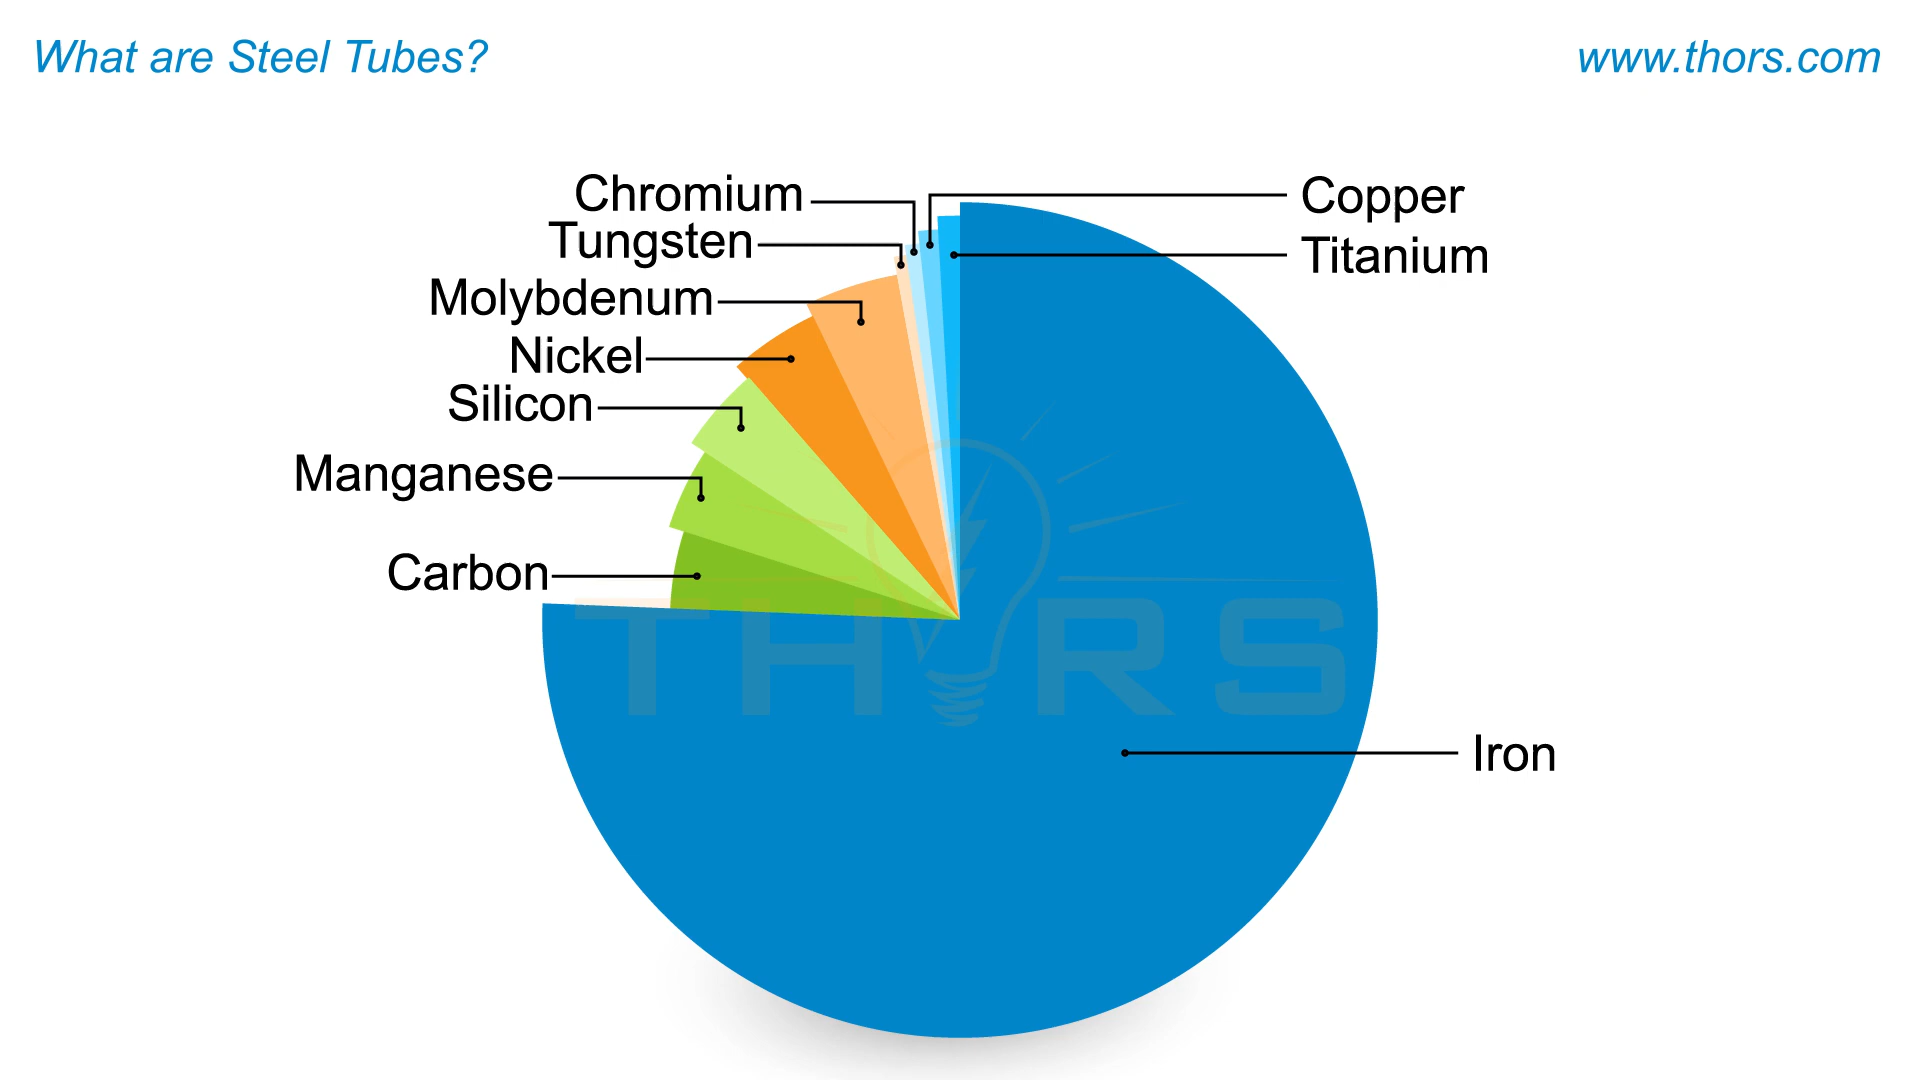 What are Steel Tubes?
www.thors.com
Chromium
Copper
Tungsten
Titanium
Molybdenum
Nickel
Silicon
Manganese
Carbon
THORS
Iron